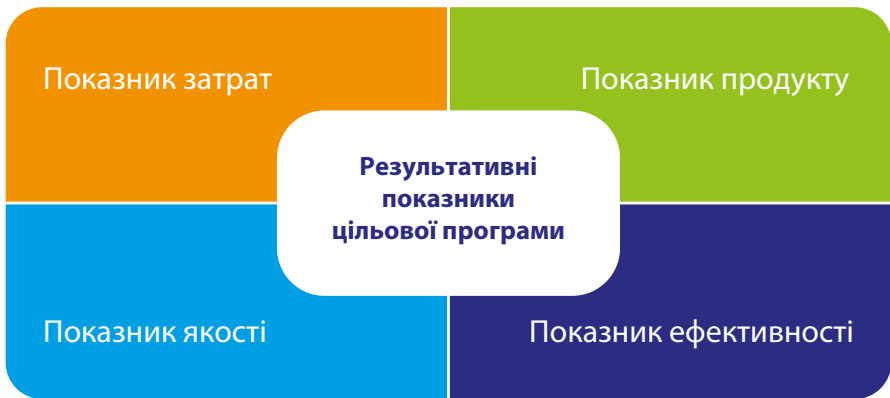 Показник затрат
Показник продукту
Результативні
показники
цільової програми
Показник якості
Показник ефективності